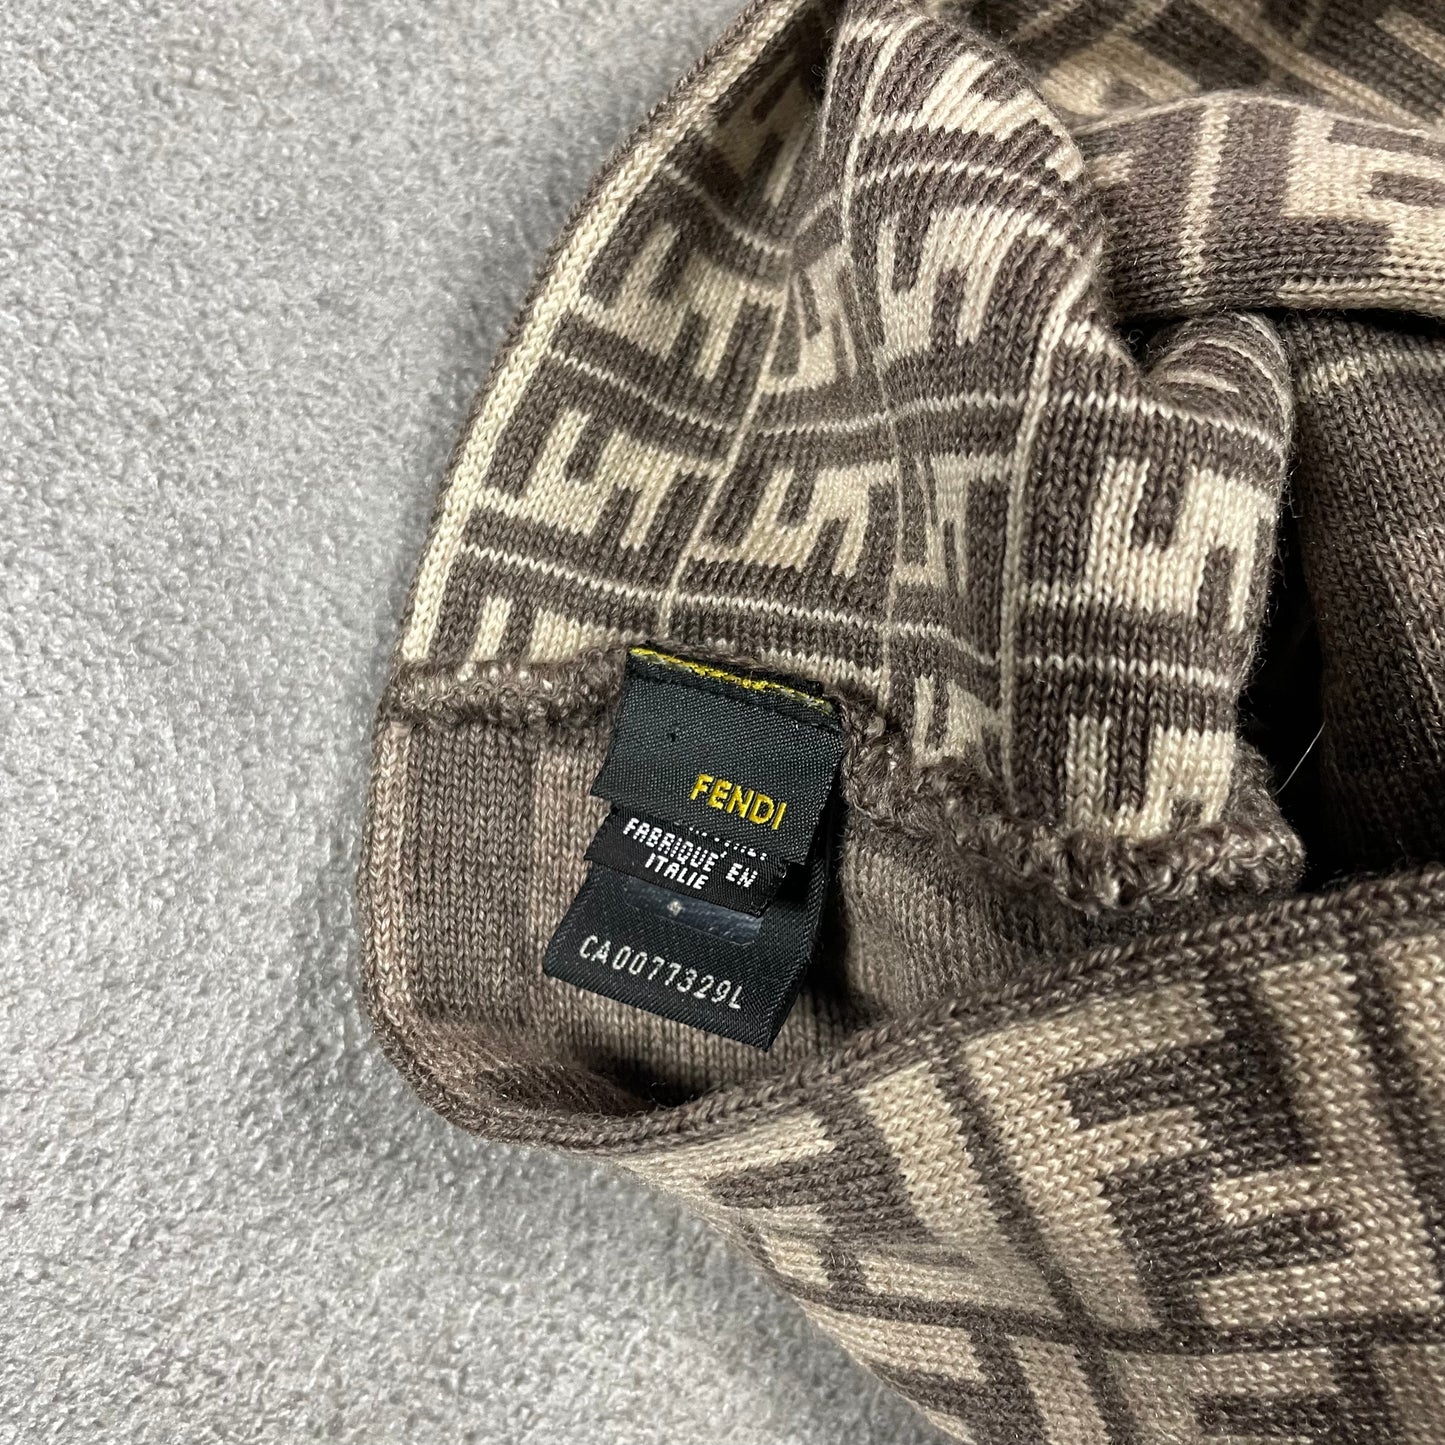 FENDI
FABRIQUE EN
ITALIE
CA0077329L